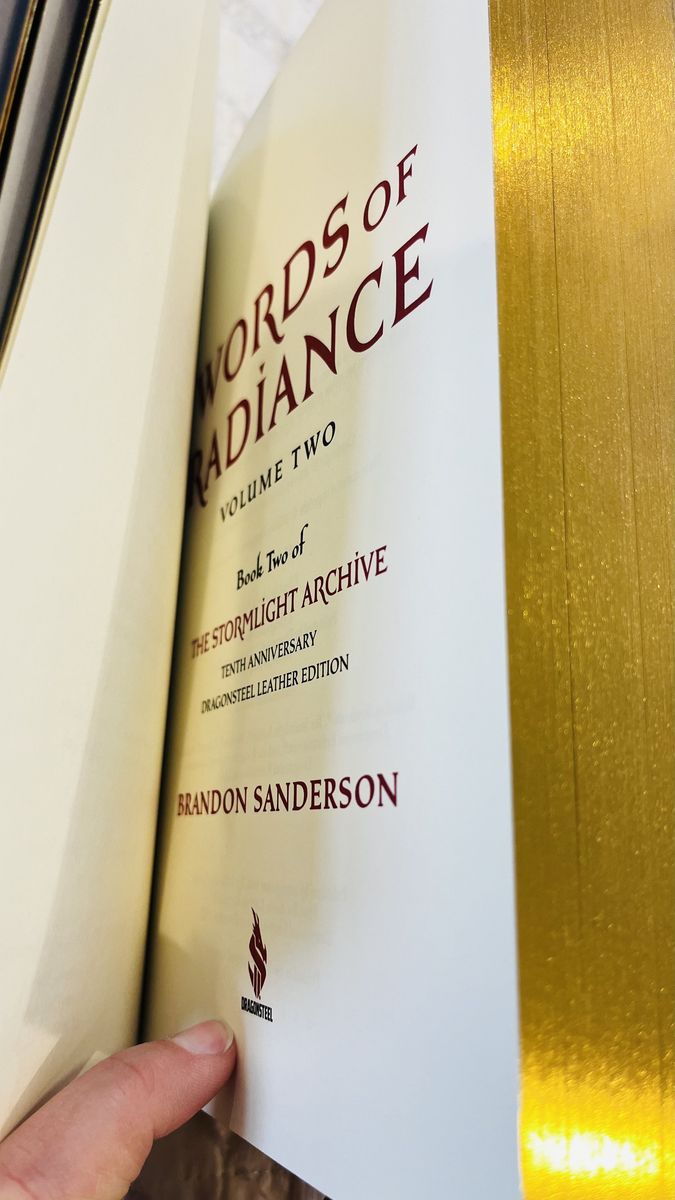 WORDS OF
RADIANCE
VOLUME TWO
Book Two of
THE STORMLIGHT ARCHIVE
TENTH ANNIVERSARY
DRAGONSTEEL LEATHER EDITION
BRANDON SANDERSON
DRAGONSTEEL